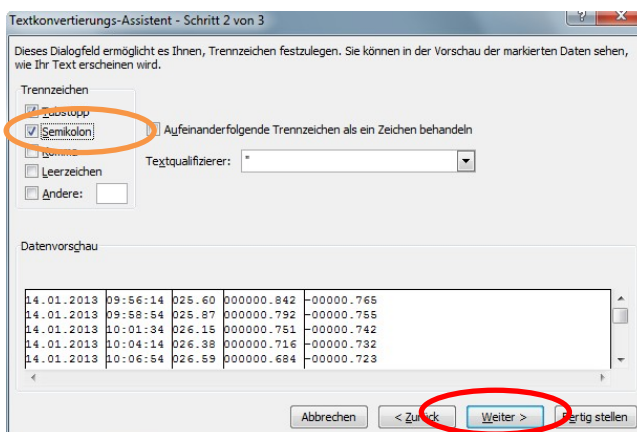 Textkonvertierungs-Assistent - Schritt 2 von 3
Dieses Dialogfeld ermöglicht es Ihnen, Trennzeichen festzulegen. Sie können in der Vorschau der markierten Daten sehen,
wie Ihr Text erscheinen wird.
Trennzeichen
Tabstopp
Semikolon
Aufeinanderfolgende Trennzeichen als ein Zeichen behandeln
Komma
Textqualifizierer: "
Leerzeichen
Andere:
Datenvorschau
14.01.2013 09:56:14 025.60 000000.842 -00000.765
14.01.2013 09:58:54 025.87 000000.792 -00000.755
14.01.2013 10:01:34 026.15 000000.751 -00000.742
14.01.2013 10:04:14 026.38 000000.716 -00000.732
14.01.2013 10:06:54 026.59 000000.684 -00000.723
Abbrechen < Zurück Weiter > Fertig stellen